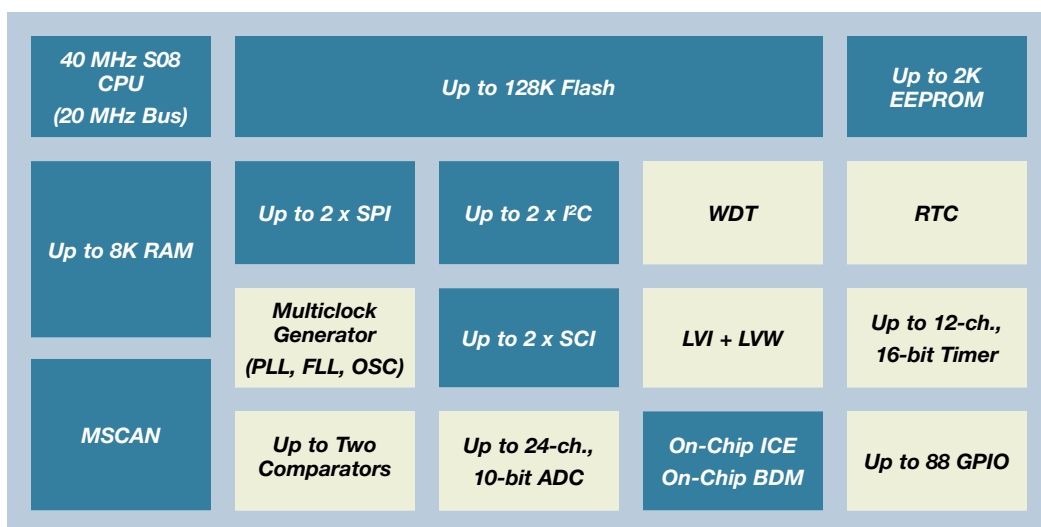 40 MHz S08
CPU
(20 MHz Bus)
Up to 128K Flash
Up to 2K
EEPROM
Up to 8K RAM
Up to 2 x SPI
Up to 2 x I²C
WDT
RTC
Multiclock
Generator
(PLL, FLL, OSC)
Up to 2 x SCI
LVI + LVW
Up to 12-ch.,
16-bit Timer
MSCAN
Up to Two
Comparators
Up to 24-ch.,
10-bit ADC
On-Chip ICE
On-Chip BDM
Up to 88 GPIO